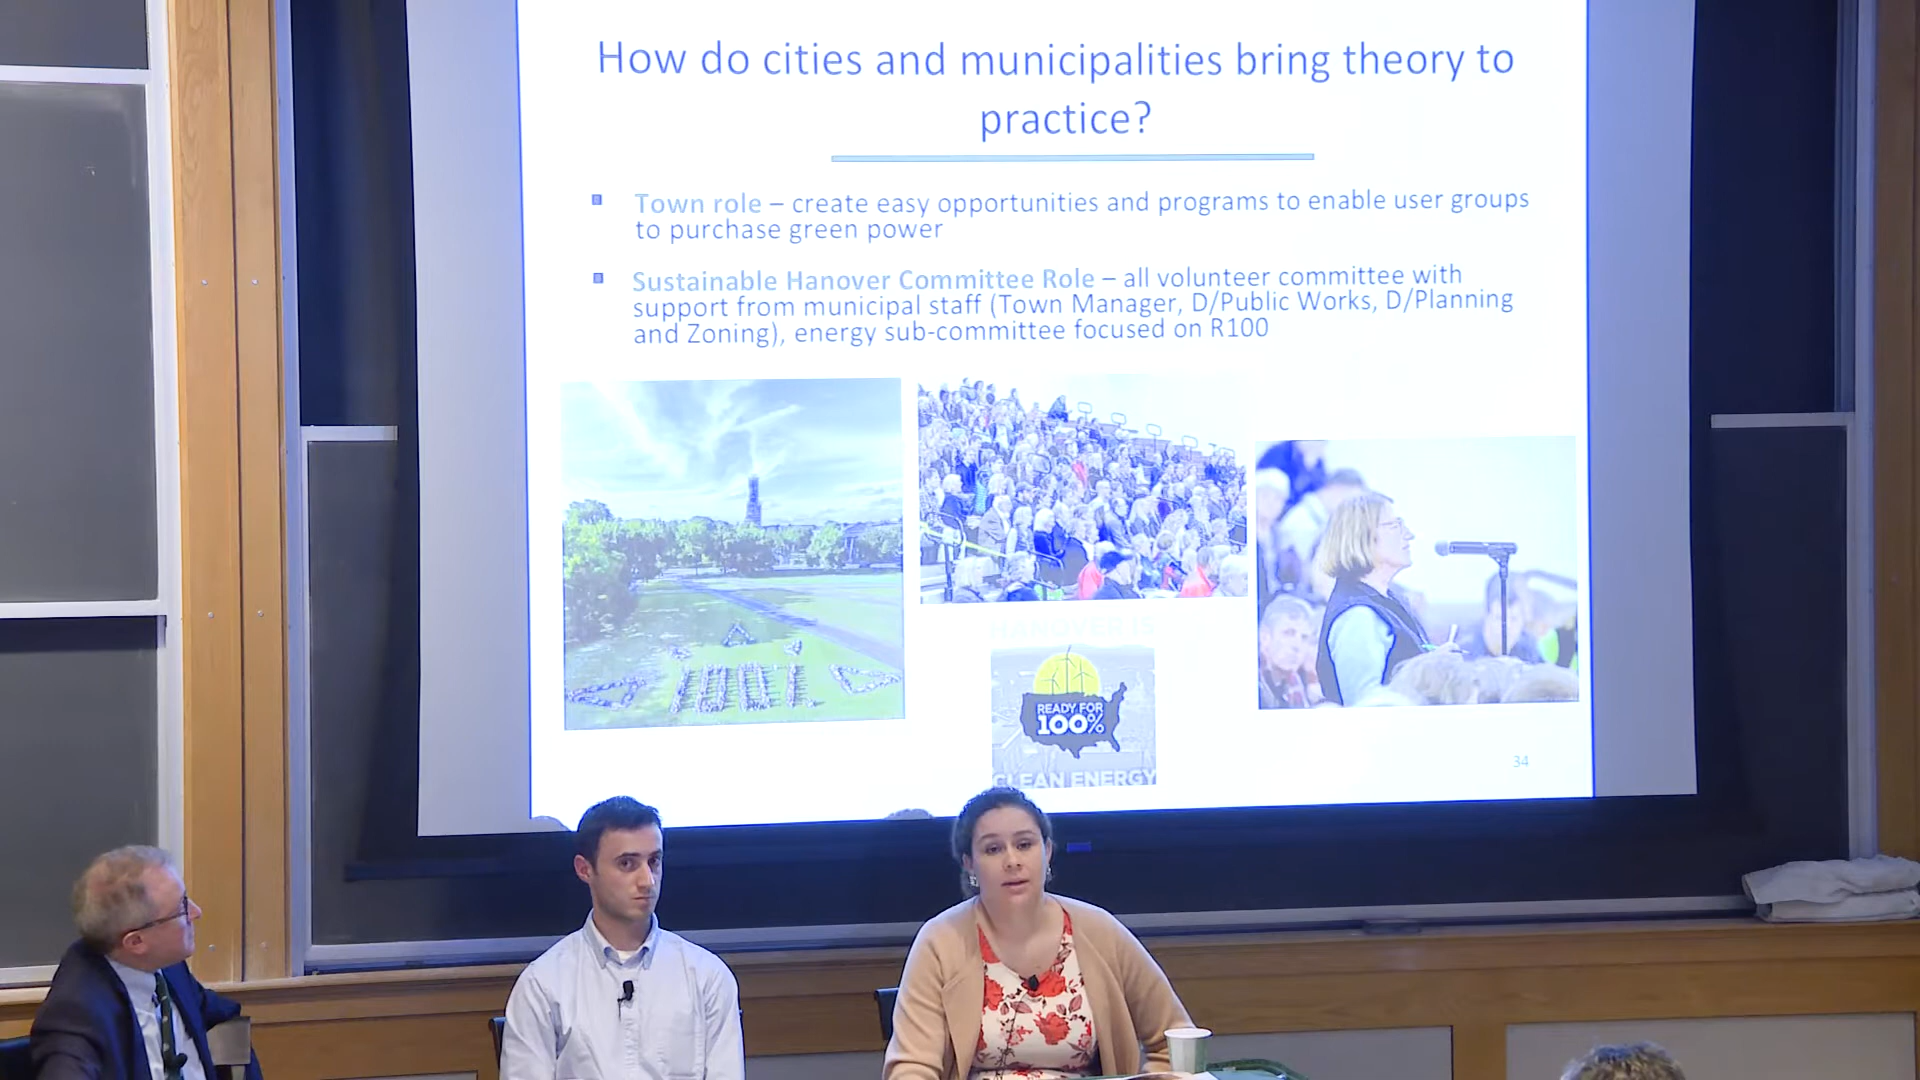 How do cities and municipalities bring theory to
practice?
Town role – create easy opportunities and programs to enable user groups
to purchase green power
Sustainable Hanover Committee Role – all volunteer committee with
support from municipal staff (Town Manager, D/Public Works, D/Planning
and Zoning), energy sub-committee focused on R100
HANOVER IS
READY FOR
100%
CLEAN ENERGY
100%
34